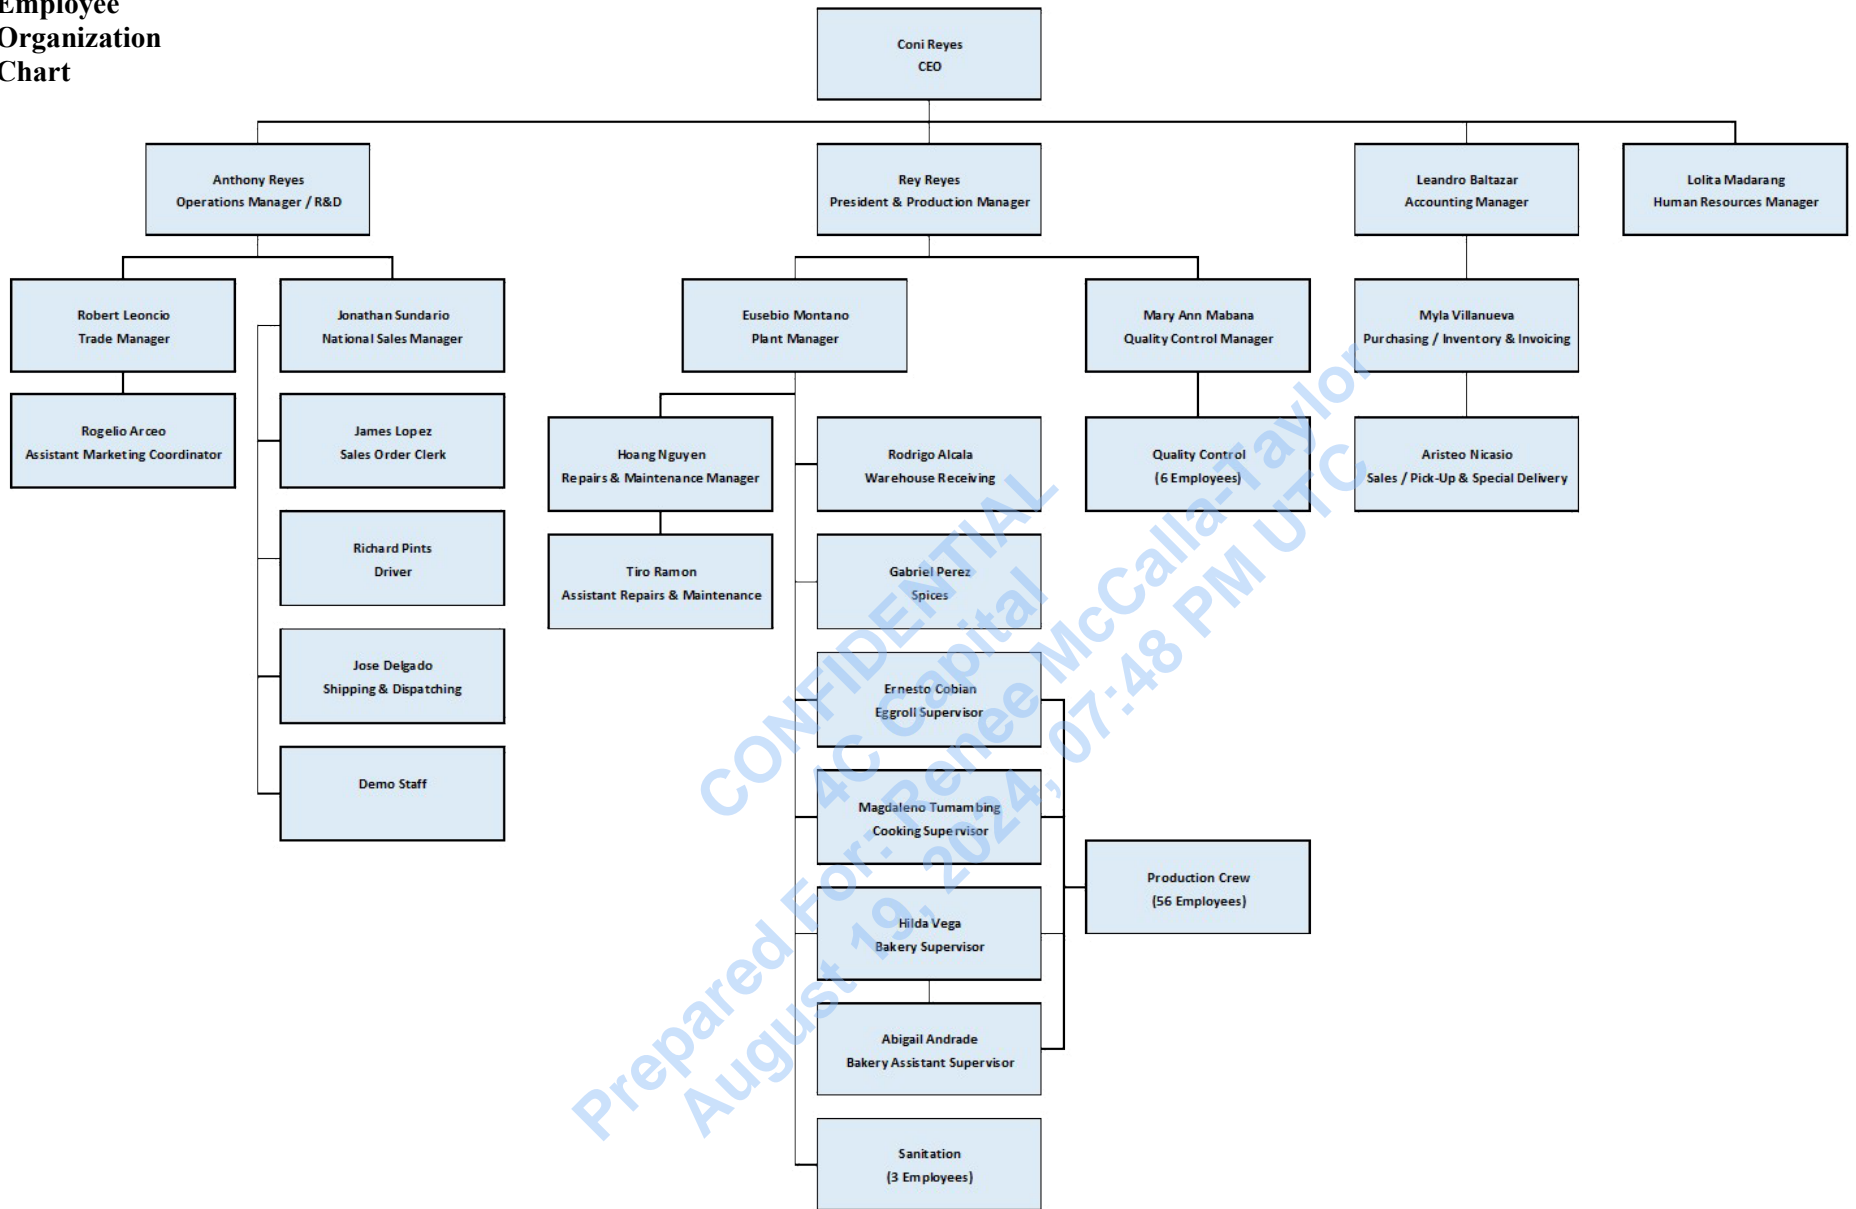 Employee
Organization
Chart
Coni Reyes
CEO
Anthony Reyes
Operations Manager / R&D
Rey Reyes
President & Production Manager
Leandro Baltazar
Accounting Manager
Lolita Madarang
Human Resources Manager
Robert Leoncio
Trade Manager
Jonathan Sundario
National Sales Manager
Eusebio Montano
Plant Manager
Mary Ann Mabana
Quality Control Manager
Myla Villanueva
Purchasing / Inventory & Invoicing
Rogelio Arceo
Assistant Marketing Coordinator
James Lopez
Sales Order Clerk
Hoang Nguyen
Repairs & Maintenance Manager
Rodrigo Alcala
Warehouse Receiving
Quality Control
(6 Employees)
Aristeo Nicasio
Sales / Pick-Up & Special Delivery
Richard Pints
Driver
Tiro Ramon
Assistant Repairs & Maintenance
Gabriel Perez
Spices
Jose Delgado
Shipping & Dispatching
Ernesto Cobian
Eggroll Supervisor
Demo Staff
Magdaleno Tumambing
Cooking Supervisor
Production Crew
(56 Employees)
Hilda Vega
Bakery Supervisor
Abigail Andrade
Bakery Assistant Supervisor
Sanitation
(3 Employees)
CONFIDENTIAL
4C Capital
Prepared For: Renee McCalla-Taylor
August 19, 2024, 07:48 PM UTC